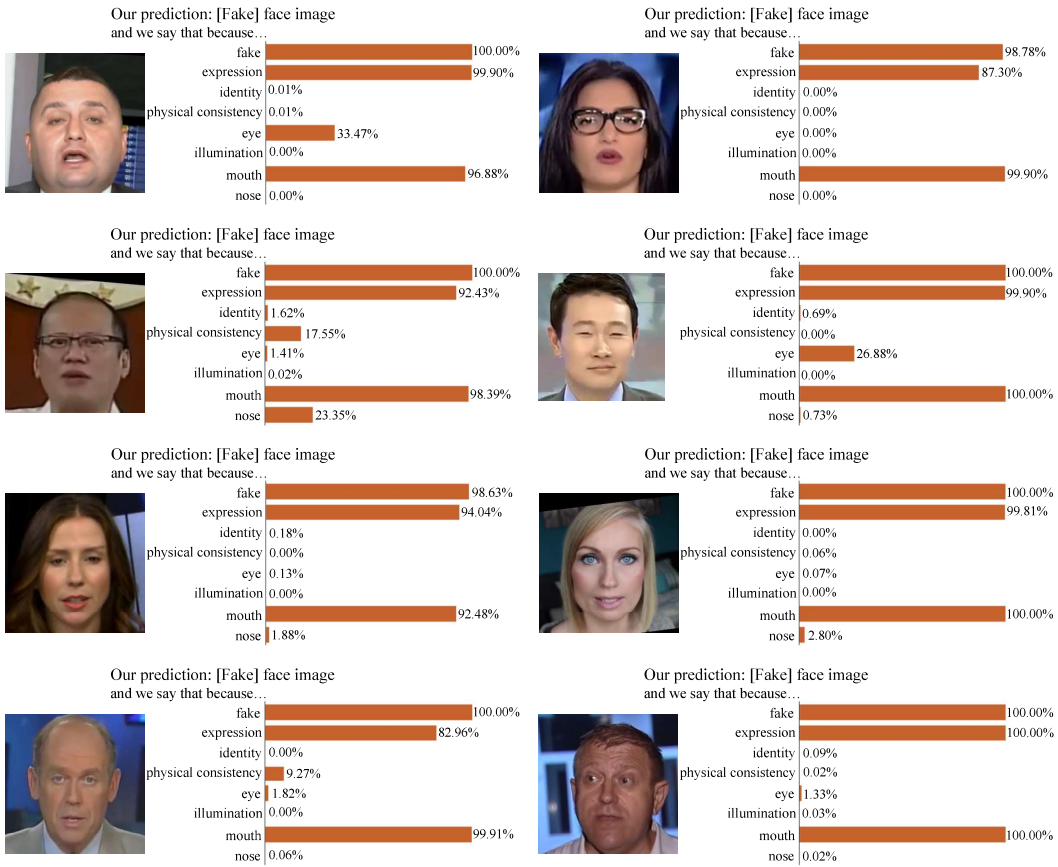 Our prediction: [Fake] face image
and we say that because…
fake 100.00%
expression 99.90%
identity 0.01%
physical consistency 0.01%
eye 33.47%
illumination 0.00%
mouth 96.88%
nose 0.00%
Our prediction: [Fake] face image
and we say that because…
fake 98.78%
expression 87.30%
identity 0.00%
physical consistency 0.00%
eye 0.00%
illumination 0.00%
mouth 99.90%
nose 0.00%
Our prediction: [Fake] face image
and we say that because…
fake 100.00%
expression 92.43%
identity 1.62%
physical consistency 17.55%
eye 1.41%
illumination 0.02%
mouth 98.39%
nose 23.35%
Our prediction: [Fake] face image
and we say that because…
fake 100.00%
expression 99.90%
identity 0.69%
physical consistency 0.00%
eye 26.88%
illumination 0.00%
mouth 100.00%
nose 0.73%
Our prediction: [Fake] face image
and we say that because…
fake 98.63%
expression 94.04%
identity 0.18%
physical consistency 0.00%
eye 0.13%
illumination 0.00%
mouth 92.48%
nose 1.88%
Our prediction: [Fake] face image
and we say that because…
fake 100.00%
expression 99.81%
identity 0.00%
physical consistency 0.06%
eye 0.07%
illumination 0.00%
mouth 100.00%
nose 2.80%
Our prediction: [Fake] face image
and we say that because…
fake 100.00%
expression 82.96%
identity 0.00%
physical consistency 9.27%
eye 1.82%
illumination 0.00%
mouth 99.91%
nose 0.06%
Our prediction: [Fake] face image
and we say that because…
fake 100.00%
expression 100.00%
identity 0.09%
physical consistency 0.02%
eye 1.33%
illumination 0.03%
mouth 100.00%
nose 0.02%